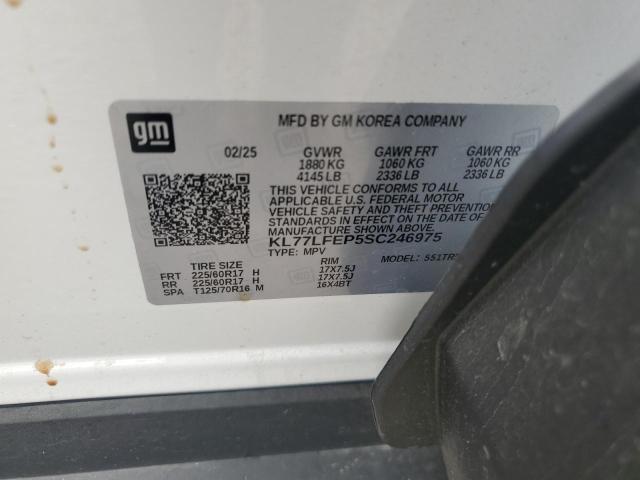 gm
MFD BY GM KOREA COMPANY
02/25 GVWR GAWR FRT GAWR RR
1880 KG 1060 KG 1060 KG
4145 LB 2336 LB 2336 LB
THIS VEHICLE CONFORMS TO ALL
APPLICABLE U.S. FEDERAL MOTOR
VEHICLE SAFETY AND THEFT PREVENTION
STANDARDS IN EFFECT ON THE DATE OF
MANUFACTURE SHOWN ABOVE.
KL77LFEP5SC246975
TYPE: MPV MODEL:
TIRE SIZE RIM
FRT 225/60R17 H 17X7.5J
RR 225/60R17 H 17X7.5J
SPA T125/70R16 M 16X4BT